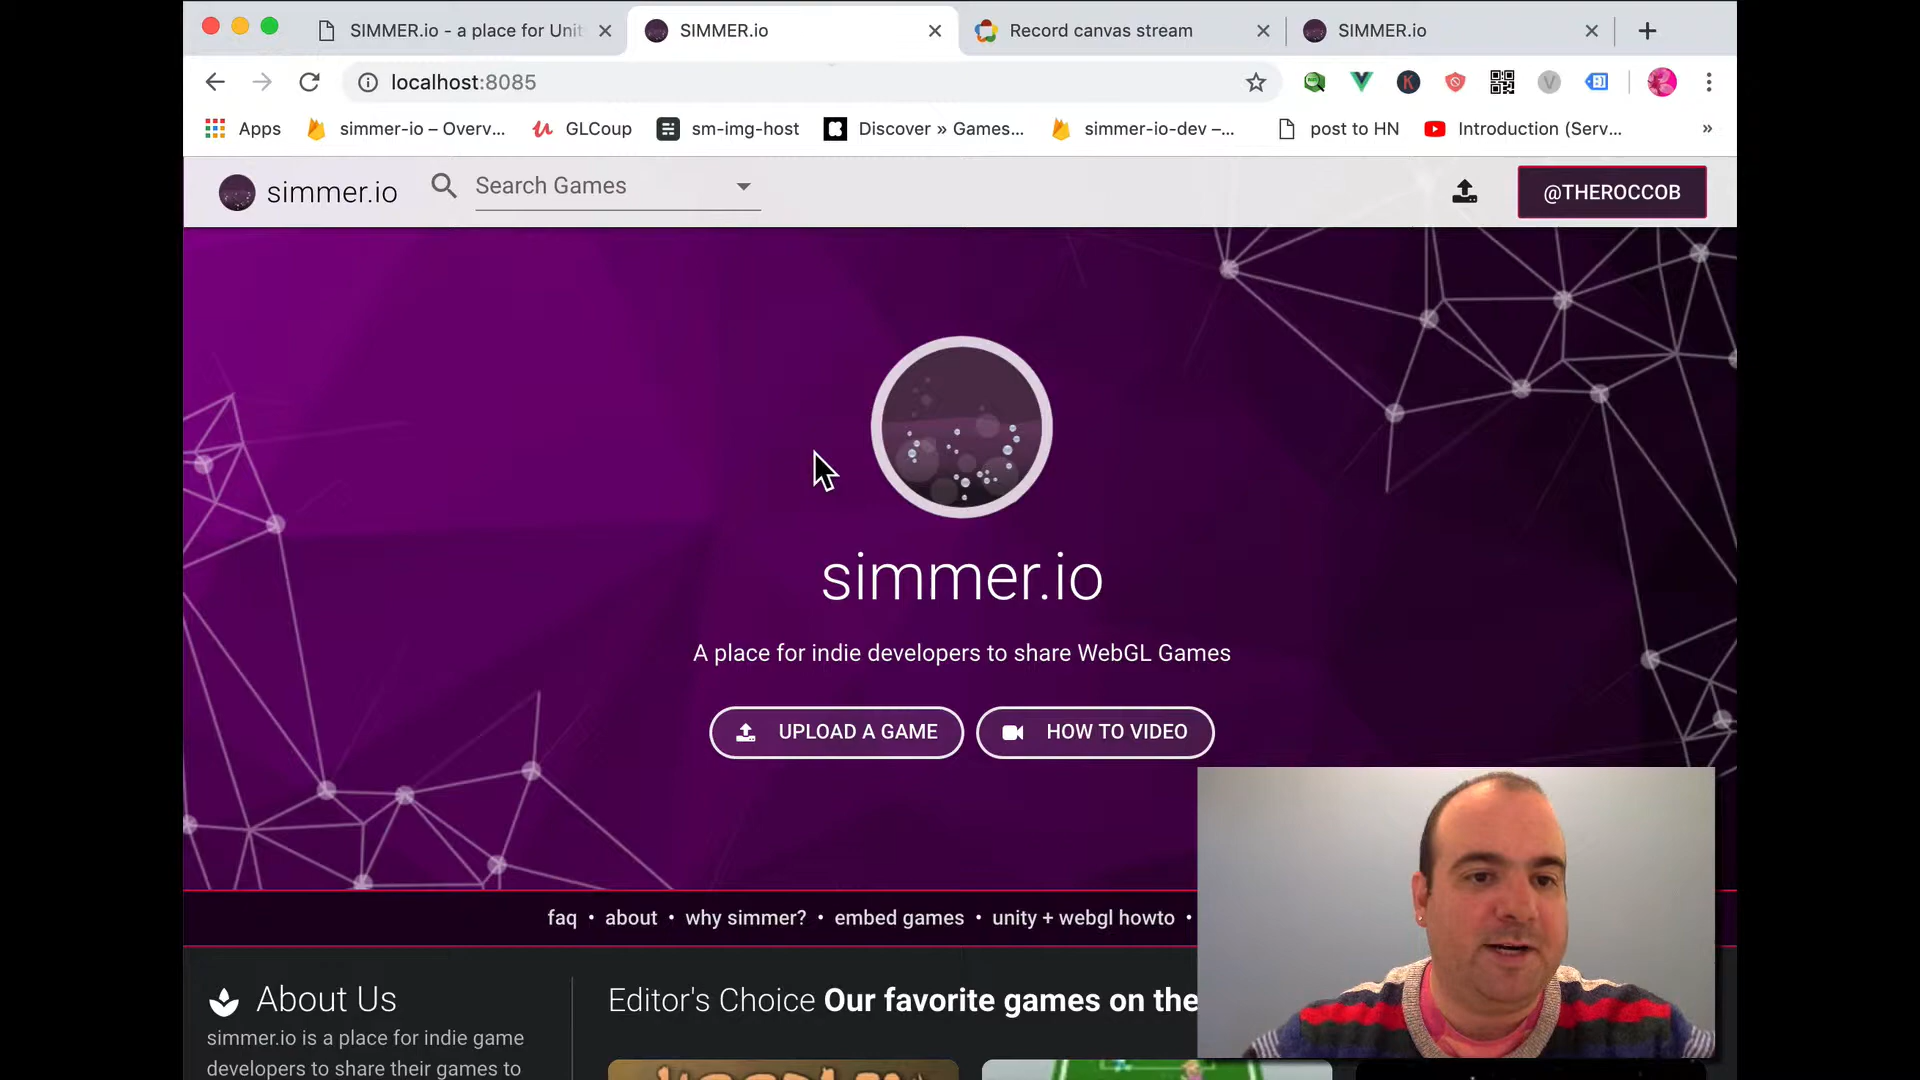 SIMMER.io - a place for Unit
SIMMER.io
Record canvas stream
SIMMER.io
localhost:8085
Apps
simmer-io – Overv...
GLCoup
sm-img-host
Discover » Games...
simmer-io-dev –...
post to HN
Introduction (Serv...
»
simmer.io
Search Games
@THEROCCOB
simmer.io
A place for indie developers to share WebGL Games
UPLOAD A GAME
HOW TO VIDEO
faq • about • why simmer? • embed games • unity + webgl howto •
About Us
simmer.io is a place for indie game
developers to share their games to
Editor's Choice Our favorite games on the